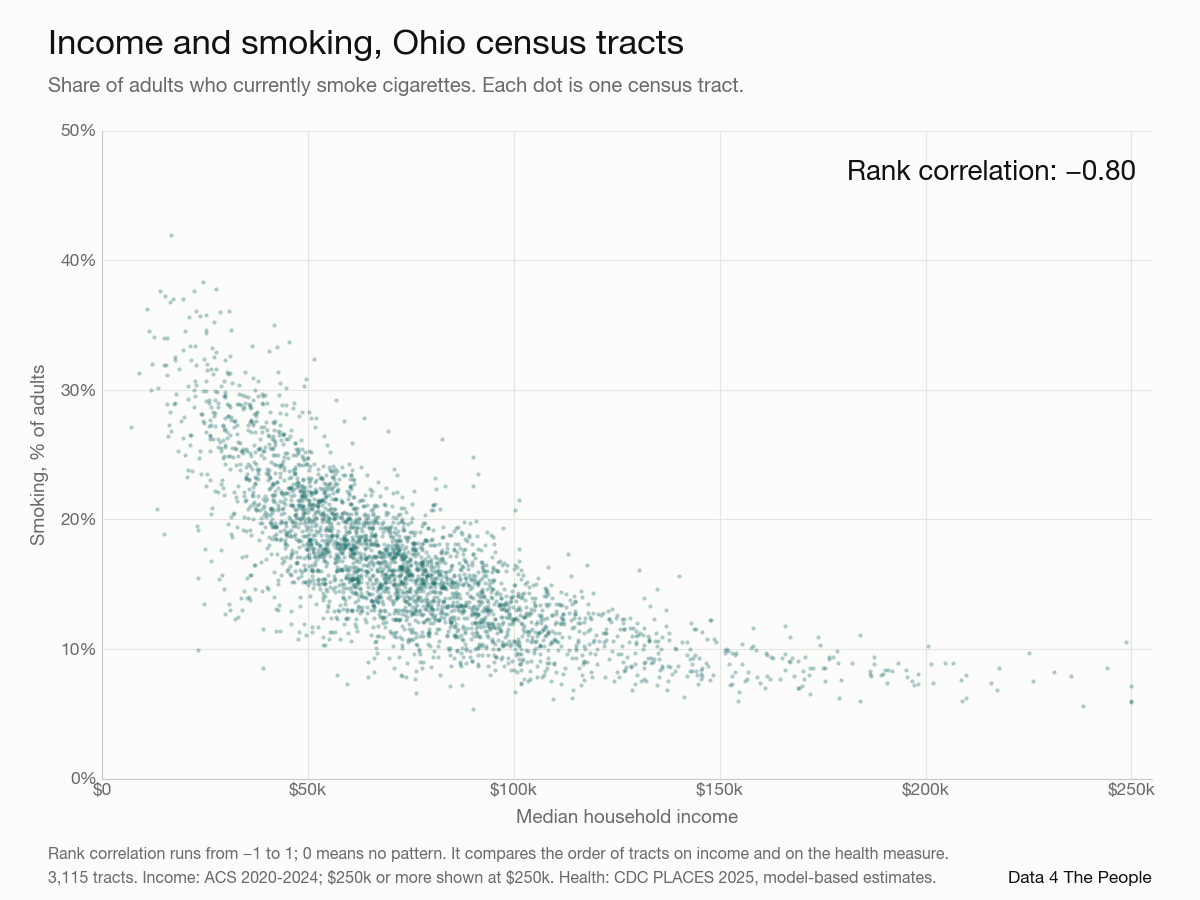 Income and smoking, Ohio census tracts
Share of adults who currently smoke cigarettes. Each dot is one census tract.
50%
Rank correlation: −0.80
40%
30%
20%
10%
0%
Smoking, % of adults
$0
$50k
$100k
$150k
$200k
$250k
Median household income
Rank correlation runs from −1 to 1; 0 means no pattern. It compares the order of tracts on income and on the health measure.
3,115 tracts. Income: ACS 2020-2024; $250k or more shown at $250k. Health: CDC PLACES 2025, model-based estimates.
Data 4 The People